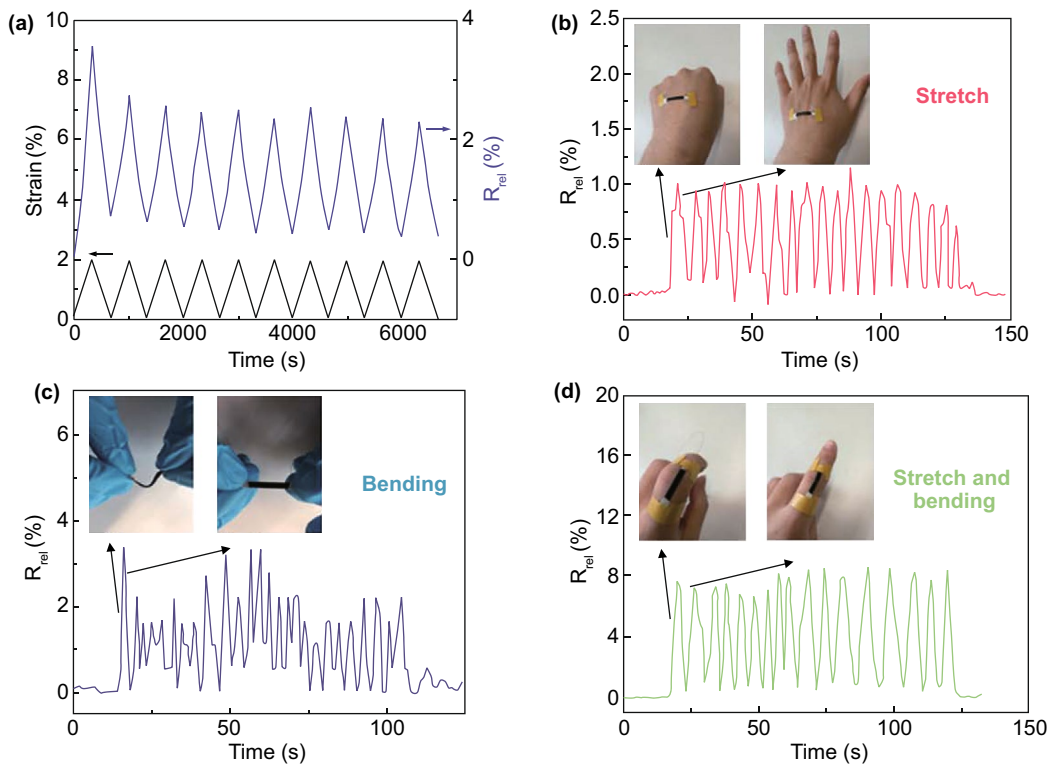 (a)
10
8
6
4
2
0
Strain (%)
4
2
0
R_rel (%)
0
2000
4000
6000
Time (s)
(b)
2.5
2.0
1.5
1.0
0.5
0.0
R_rel (%)
Stretch
0
25
50
75
100
125
150
Time (s)
(c)
6
4
2
0
R_rel (%)
Bending
0
50
100
Time (s)
(d)
20
16
12
8
4
0
R_rel (%)
Stretch and
bending
0
50
100
150
Time (s)